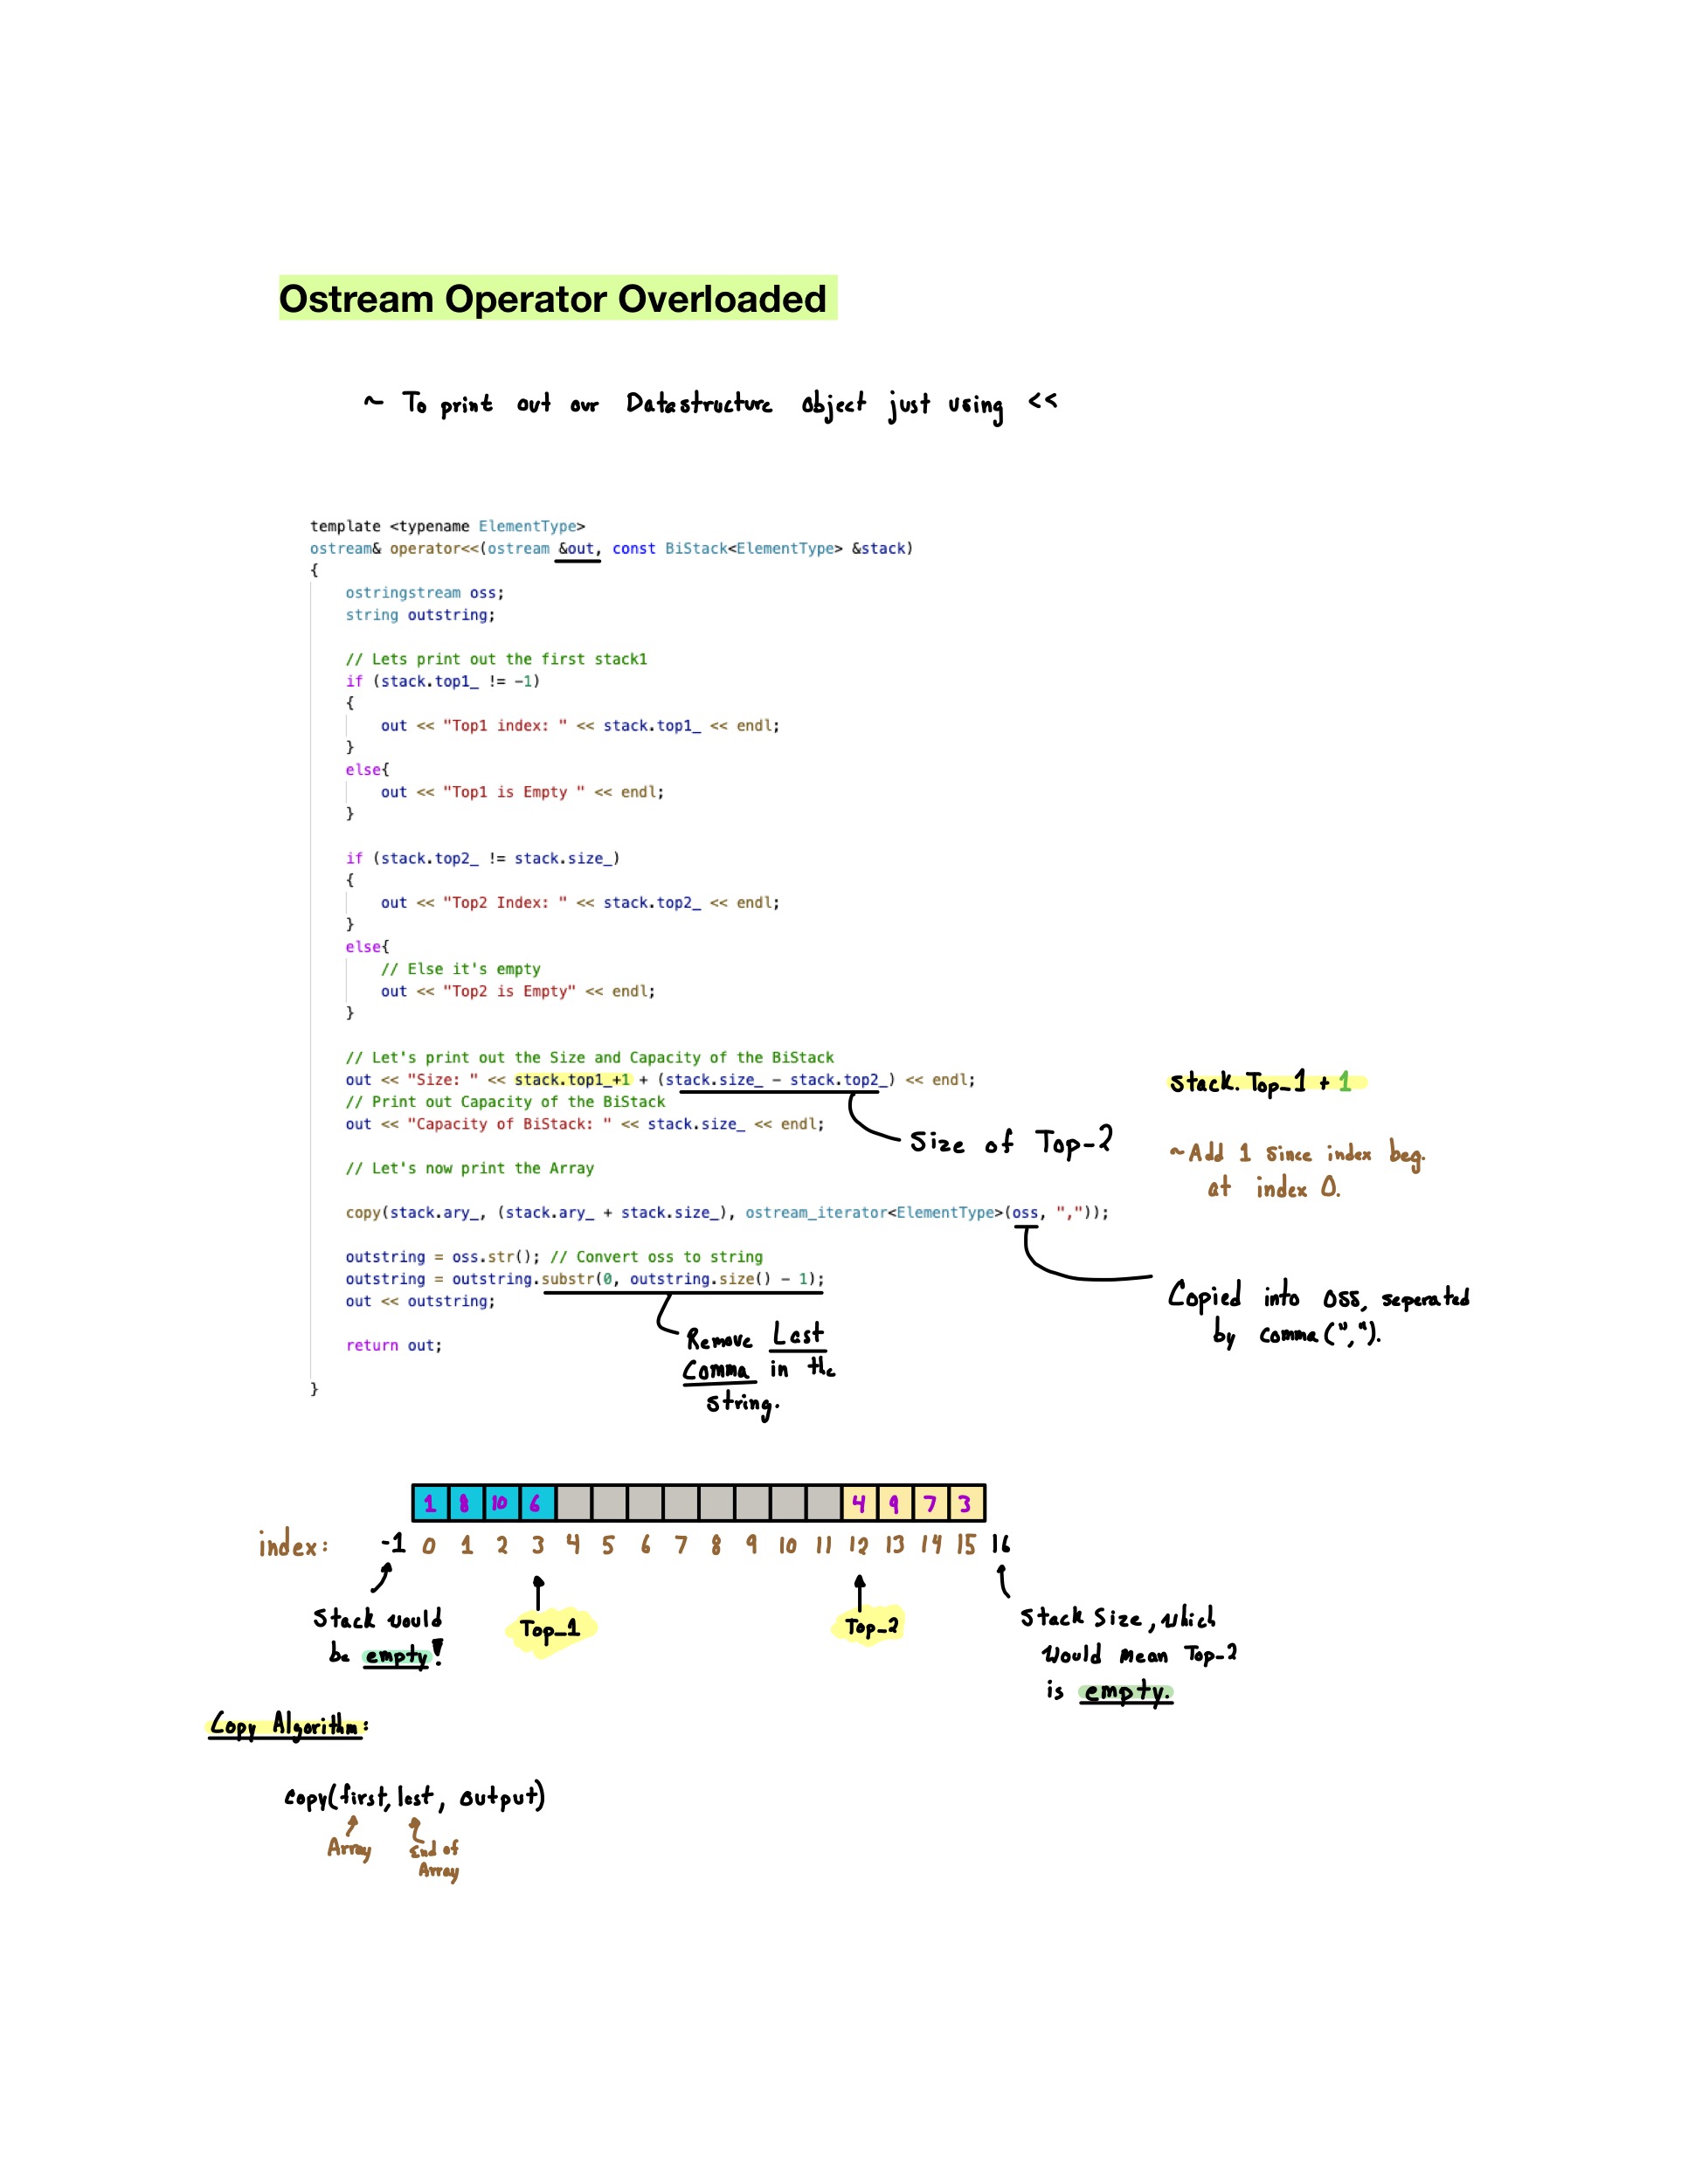 Ostream Operator Overloaded
~ To print out our Datastructure object just using <<
template <typename ElementType>
ostream& operator<<(ostream &out, const BiStack<ElementType> &stack)
{
ostringstream oss;
string outstring;
// Lets print out the first stack1
if (stack.top1_ != -1)
{
out << "Top1 index: " << stack.top1_ << endl;
}
else{
out << "Top1 is Empty " << endl;
}
if (stack.top2_ != stack.size_)
{
out << "Top2 Index: " << stack.top2_ << endl;
}
else{
// Else it's empty
out << "Top2 is Empty" << endl;
}
// Let's print out the Size and Capacity of the BiStack
out << "Size: " << stack.top1_+1 + (stack.size_ - stack.top2_) << endl;
// Print out Capacity of the BiStack
out << "Capacity of BiStack: " << stack.size_ << endl;
Size of Top-2
stack.Top_1 + 1
~Add 1 since index beg.
at index 0.
// Let's now print the Array
copy(stack.ary_, (stack.ary_ + stack.size_), ostream_iterator<ElementType>(oss, ","));
outstring = oss.str(); // Convert oss to string
outstring = outstring.substr(0, outstring.size() - 1);
out << outstring;
return out;
}
Copied into oss, seperated
by comma(",").
Remove Last
Comma in the
string.
1 8 10 6 4 9 7 3
index: -1 0 1 2 3 4 5 6 7 8 9 10 11 12 13 14 15 16
Stack would
be empty!
Top_1
Top_2
Stack Size, which
would mean Top-2
is empty.
Copy Algorithm:
copy(first, last, output)
Array
End of
Array